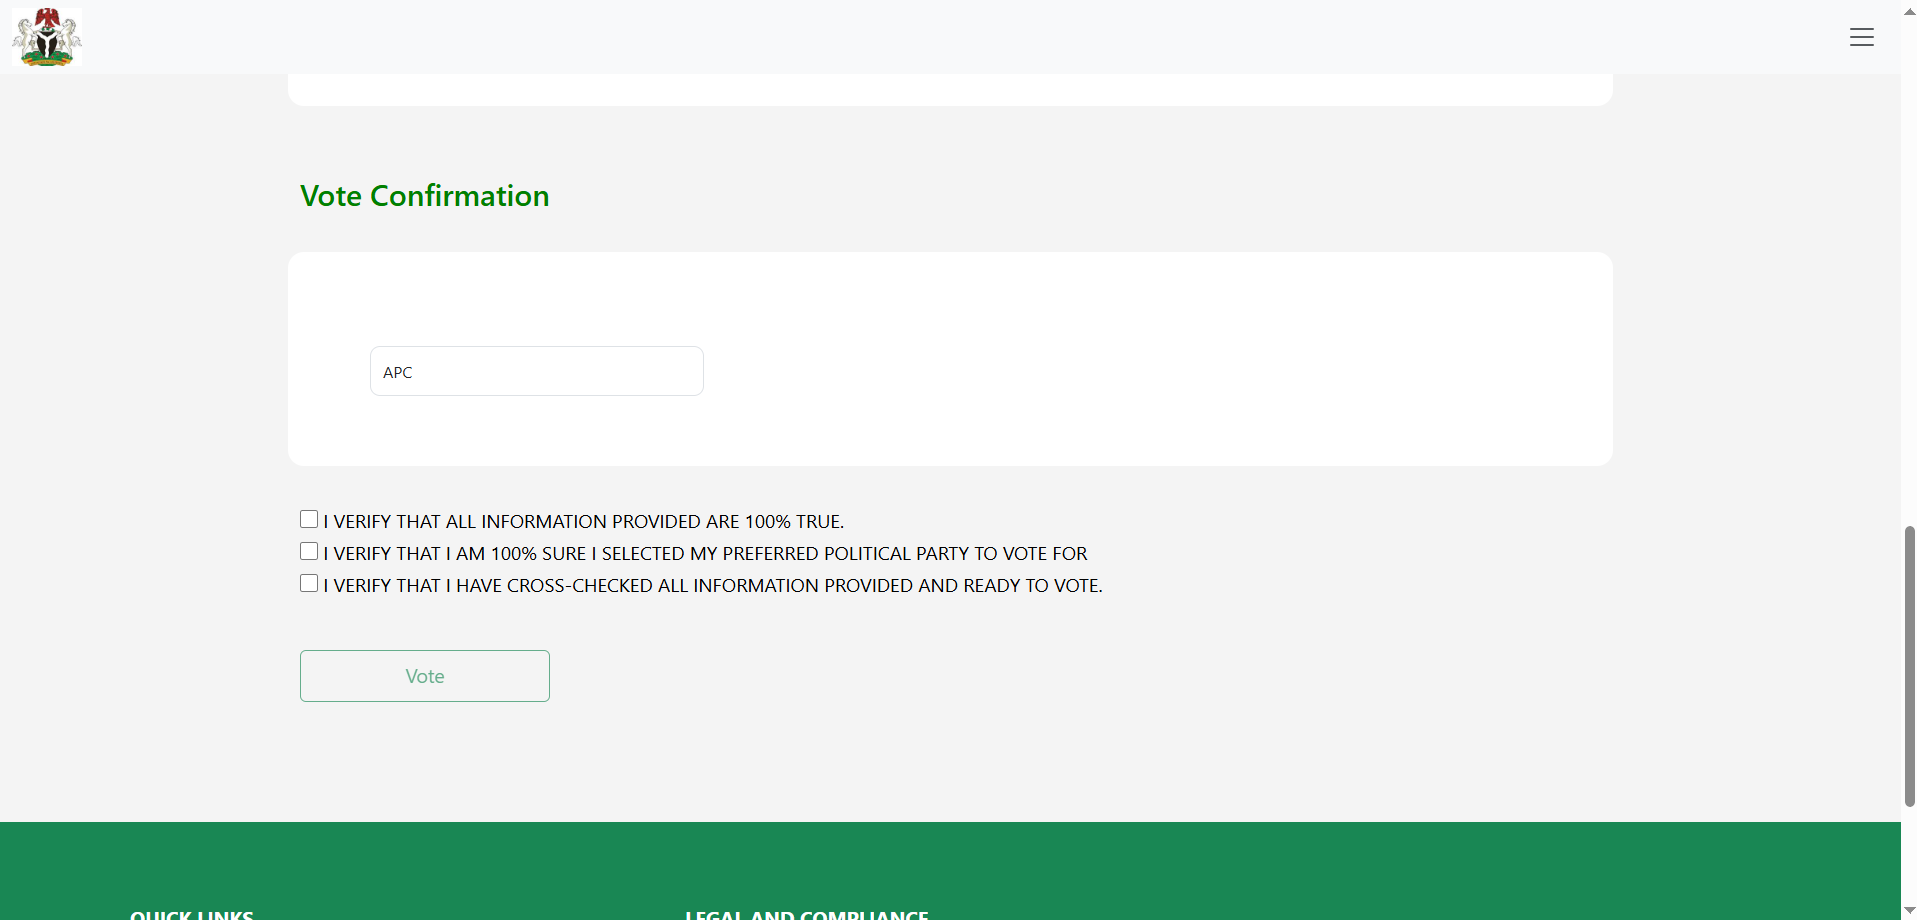 Vote Confirmation
APC
I VERIFY THAT ALL INFORMATION PROVIDED ARE 100% TRUE.
I VERIFY THAT I AM 100% SURE I SELECTED MY PREFERRED POLITICAL PARTY TO VOTE FOR
I VERIFY THAT I HAVE CROSS-CHECKED ALL INFORMATION PROVIDED AND READY TO VOTE.
Vote
QUICK LINKS
LEGAL AND COMPLIANCE